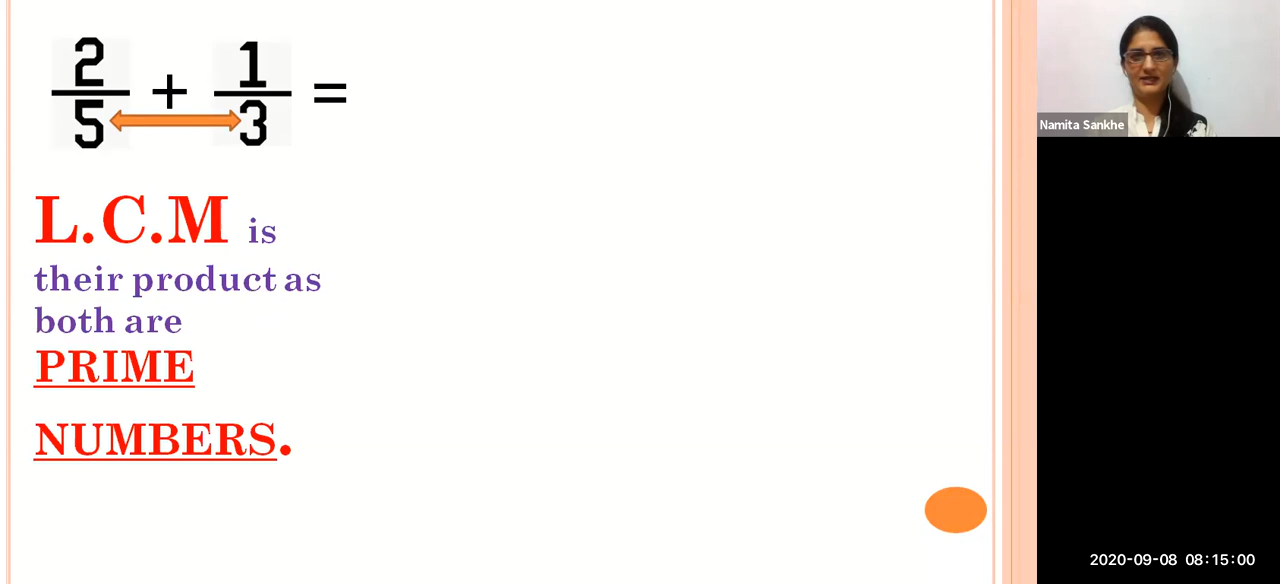 2/5 + 1/3 =
L.C.M is
their product as
both are
PRIME
NUMBERS.
Namita Sankhe
2020-09-08 08:15:00